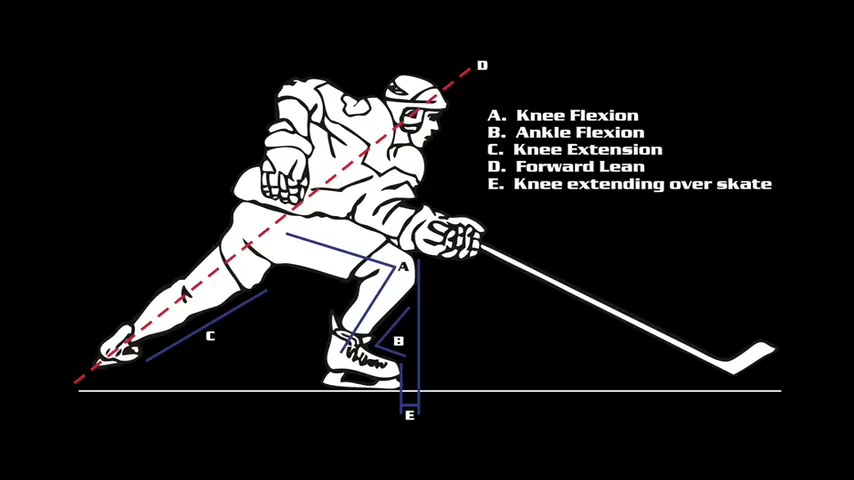 D
A. Knee Flexion
B. Ankle Flexion
C. Knee Extension
D. Forward Lean
E. Knee extending over skate
A
C
B
E